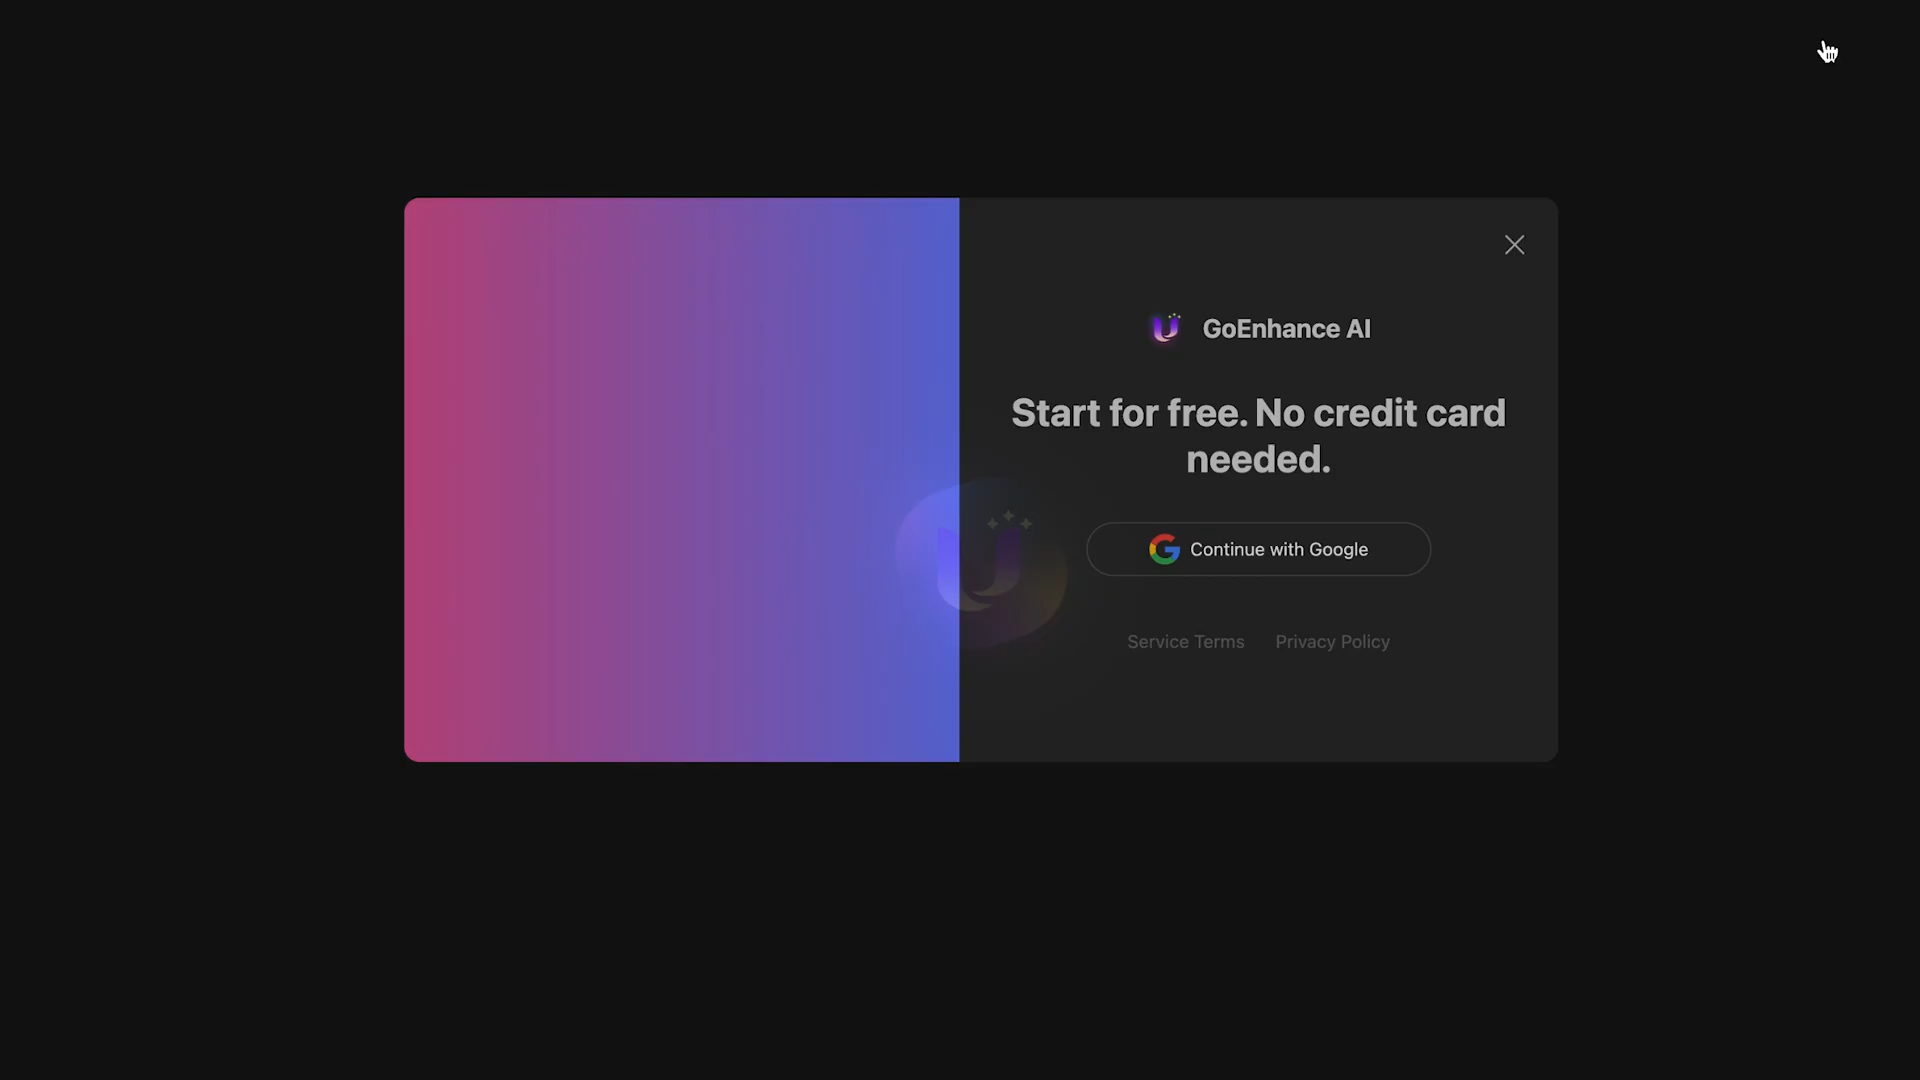 GoEnhance AI
Start for free. No credit card
needed.
Continue with Google
Service Terms Privacy Policy